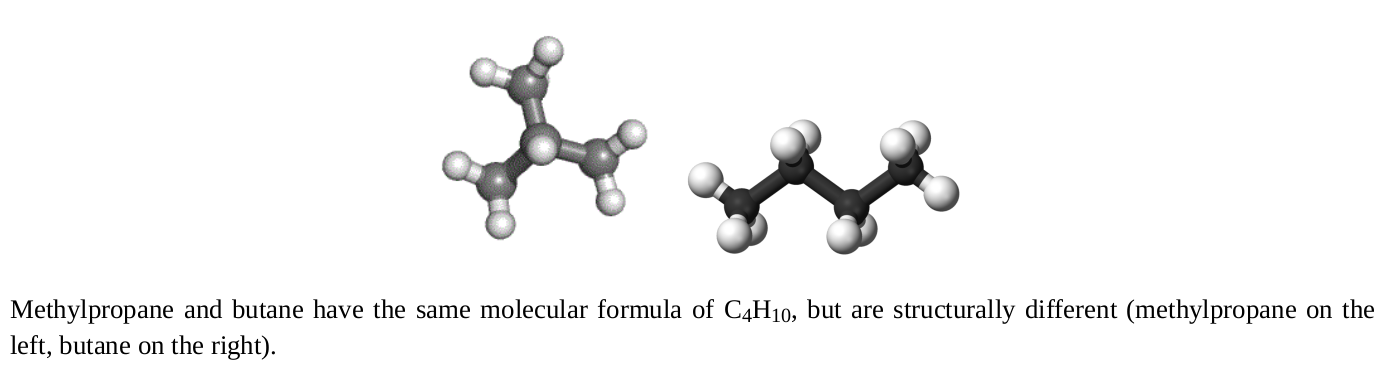 Methylpropane and butane have the same molecular formula of C₄H₁₀, but are structurally different (methylpropane on the
left, butane on the right).